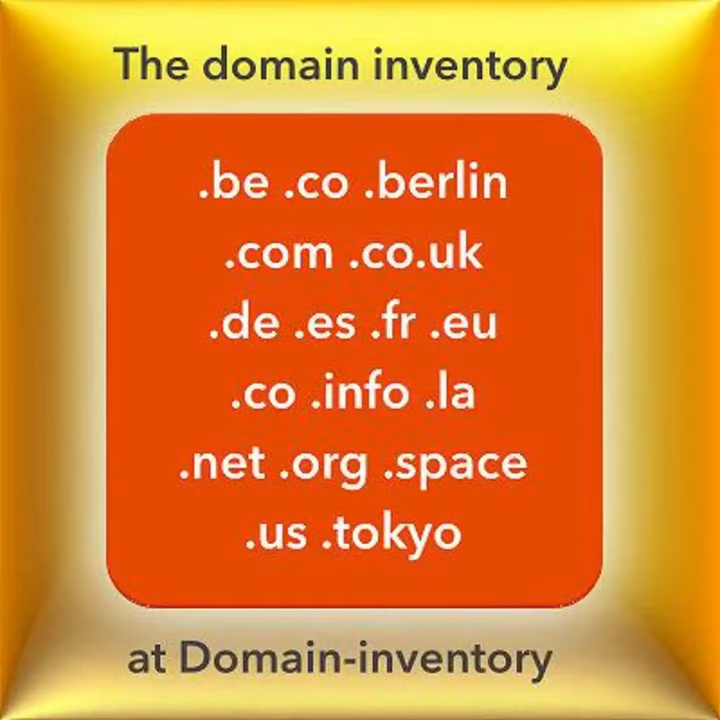 The domain inventory
.be .co .berlin
.com .co.uk
.de .es .fr .eu
.co .info .la
.net .org .space
.us .tokyo
at Domain-inventory